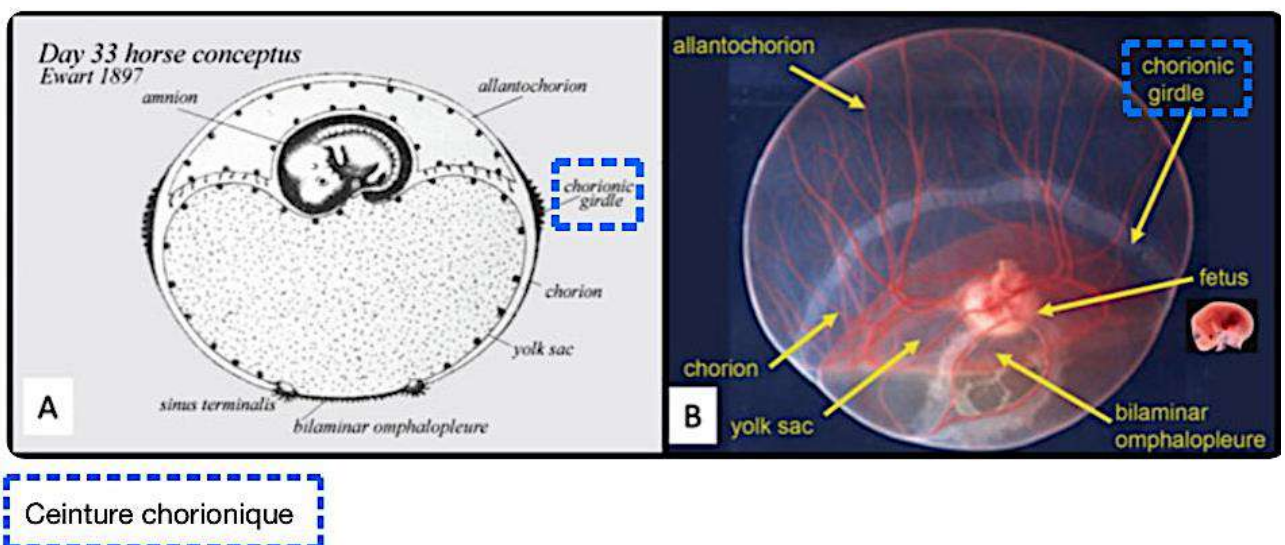 Day 33 horse conceptus
Ewart 1897
amnion
allantochorion
chorionic
girdle
chorion
yolk sac
sinus terminalis
bilaminar omphalopleure
A
allantochorion
chorionic
girdle
fetus
chorion
yolk sac
bilaminar
omphalopleure
B
Ceinture chorionique